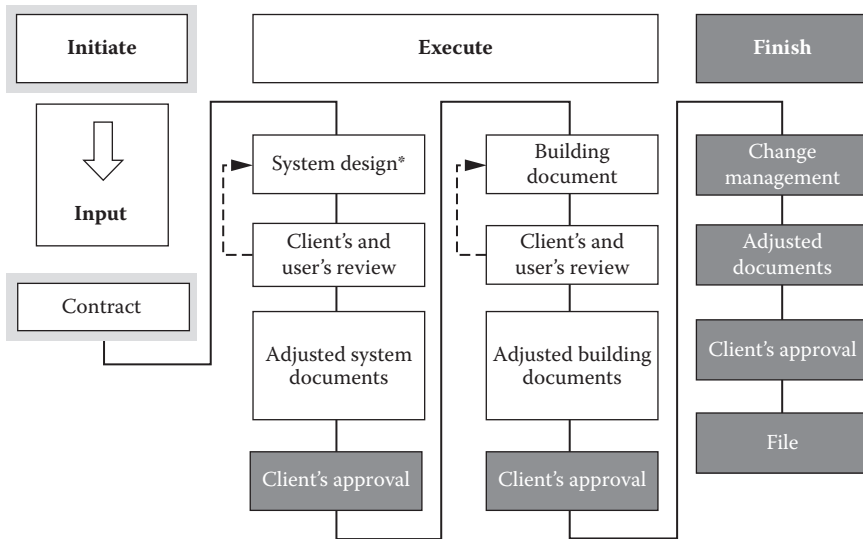 Initiate
Execute
Finish
Input
Contract
System design*
Client's and
user's review
Adjusted system
documents
Client's approval
Building
document
Client's and
user's review
Adjusted building
documents
Client's approval
Change
management
Adjusted
documents
Client's approval
File